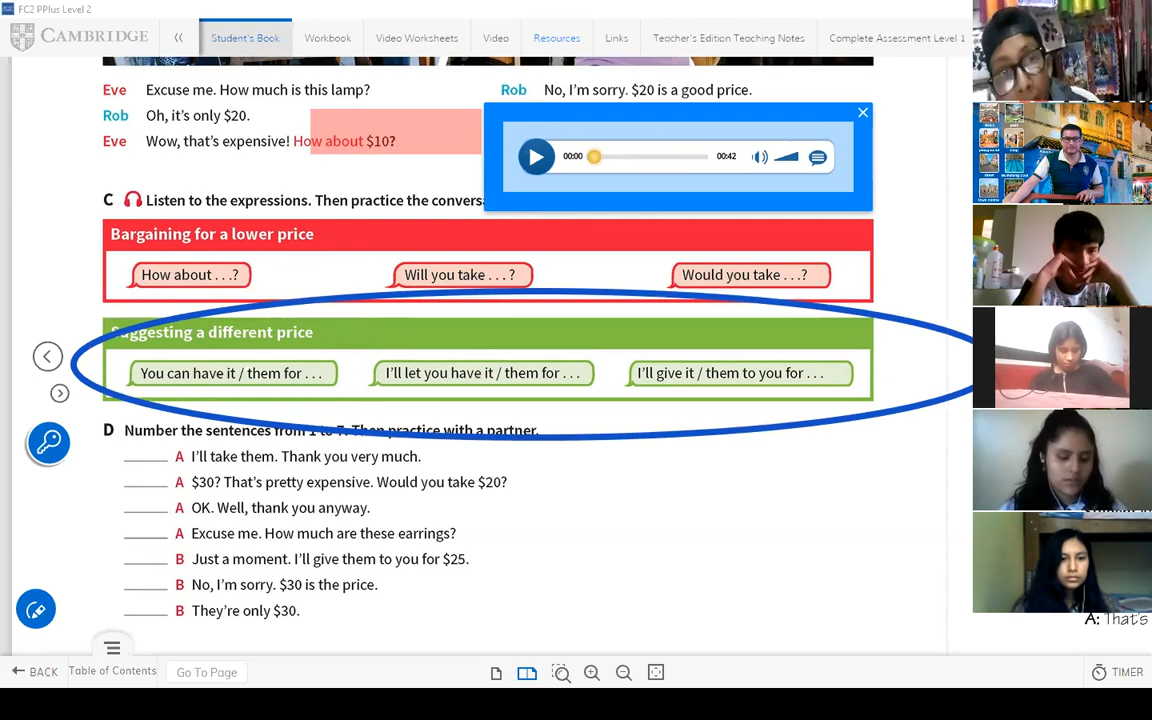 FC2 PPlus Level 2
CAMBRIDGE
Student's Book
Workbook
Video Worksheets
Video
Resources
Links
Teacher's Edition Teaching Notes
Complete Assessment Level 1
Eve Excuse me. How much is this lamp?
Rob Oh, it's only $20.
Eve Wow, that's expensive! How about $10?
Rob No, I'm sorry. $20 is a good price.
00:00
00:42
C Listen to the expressions. Then practice the convers
Bargaining for a lower price
How about . . .?
Will you take . . . ?
Would you take . . .?
Suggesting a different price
You can have it / them for . . .
I'll let you have it / them for . . .
I'll give it / them to you for . . .
D Number the sentences from 1 to 7. Then practice with a partner.
A I'll take them. Thank you very much.
A $30? That's pretty expensive. Would you take $20?
A OK. Well, thank you anyway.
A Excuse me. How much are these earrings?
B Just a moment. I'll give them to you for $25.
B No, I'm sorry. $30 is the price.
B They're only $30.
A: That's
BACK
Table of Contents
Go To Page
TIMER